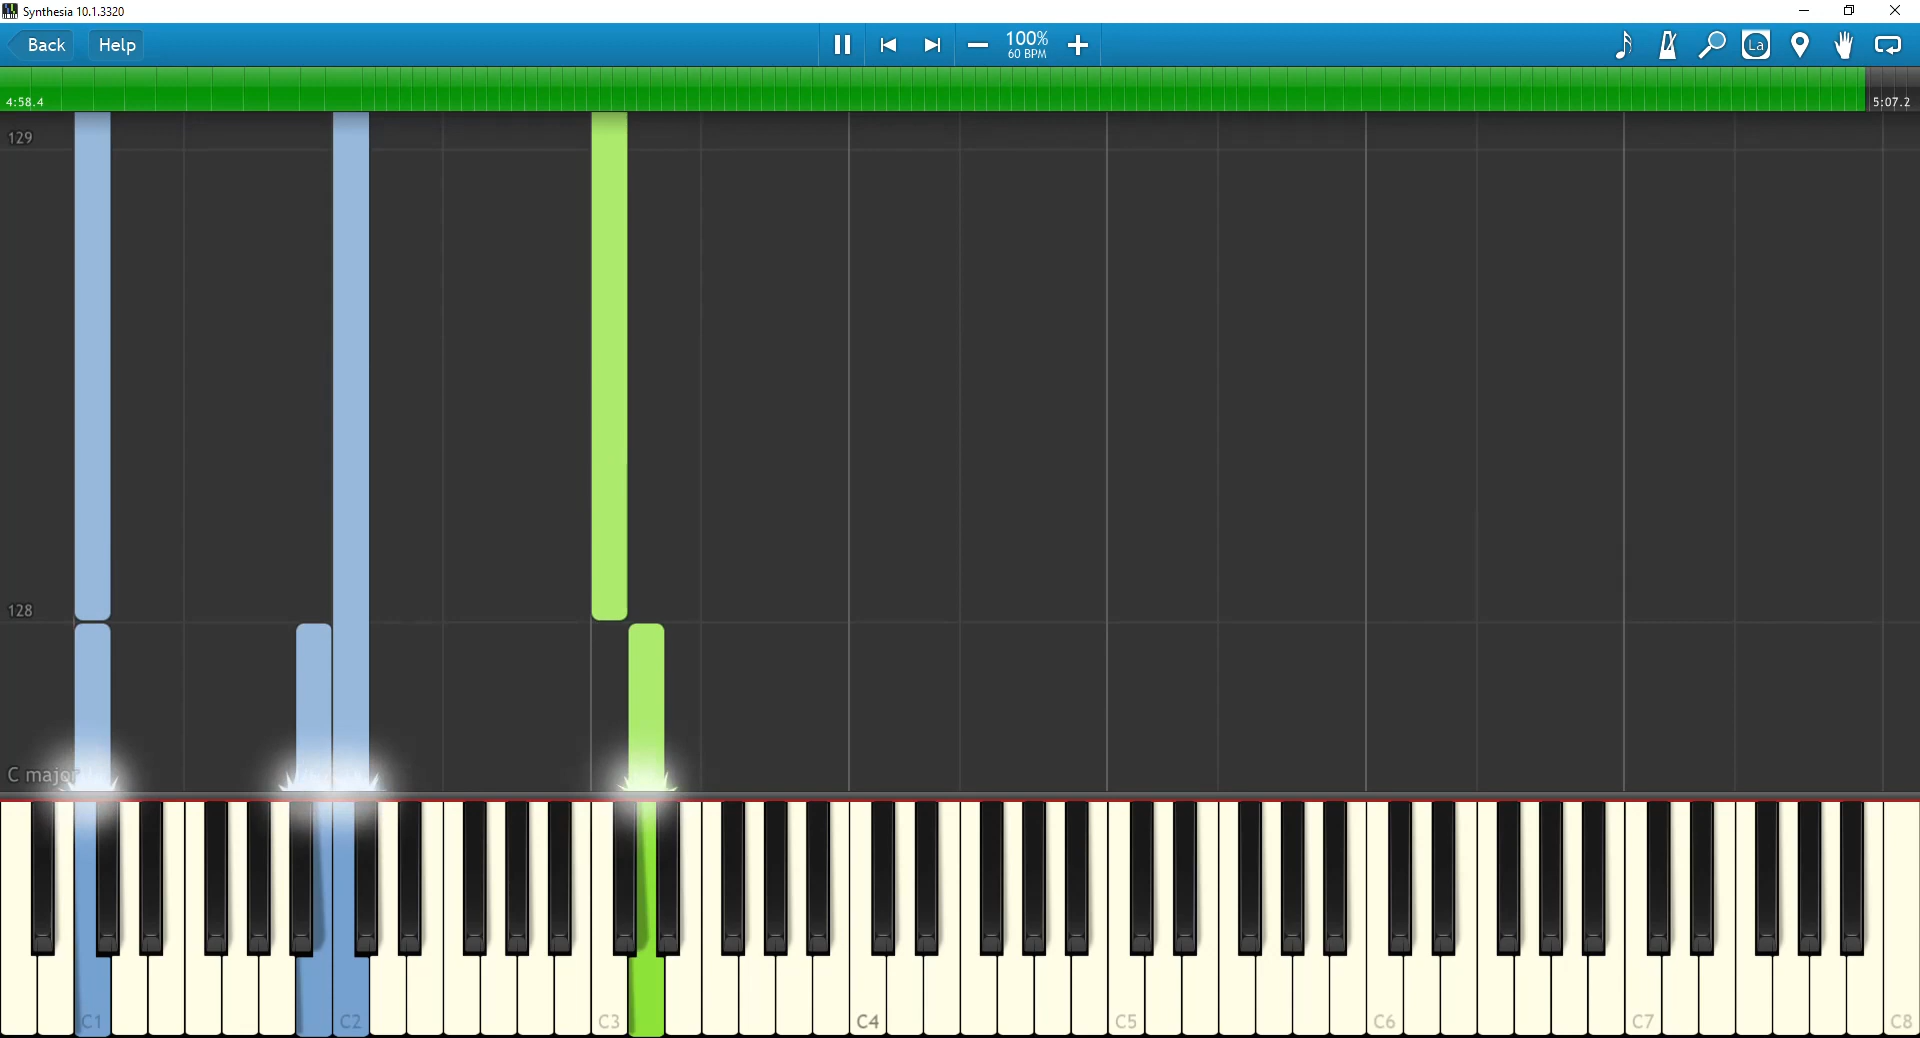 Synthesia 10.1.3320
Back
Help
100%
60 BPM
La
4:58.4
5:07.2
129
128
C major
C1
C2
C3
C4
C5
C6
C7
C8